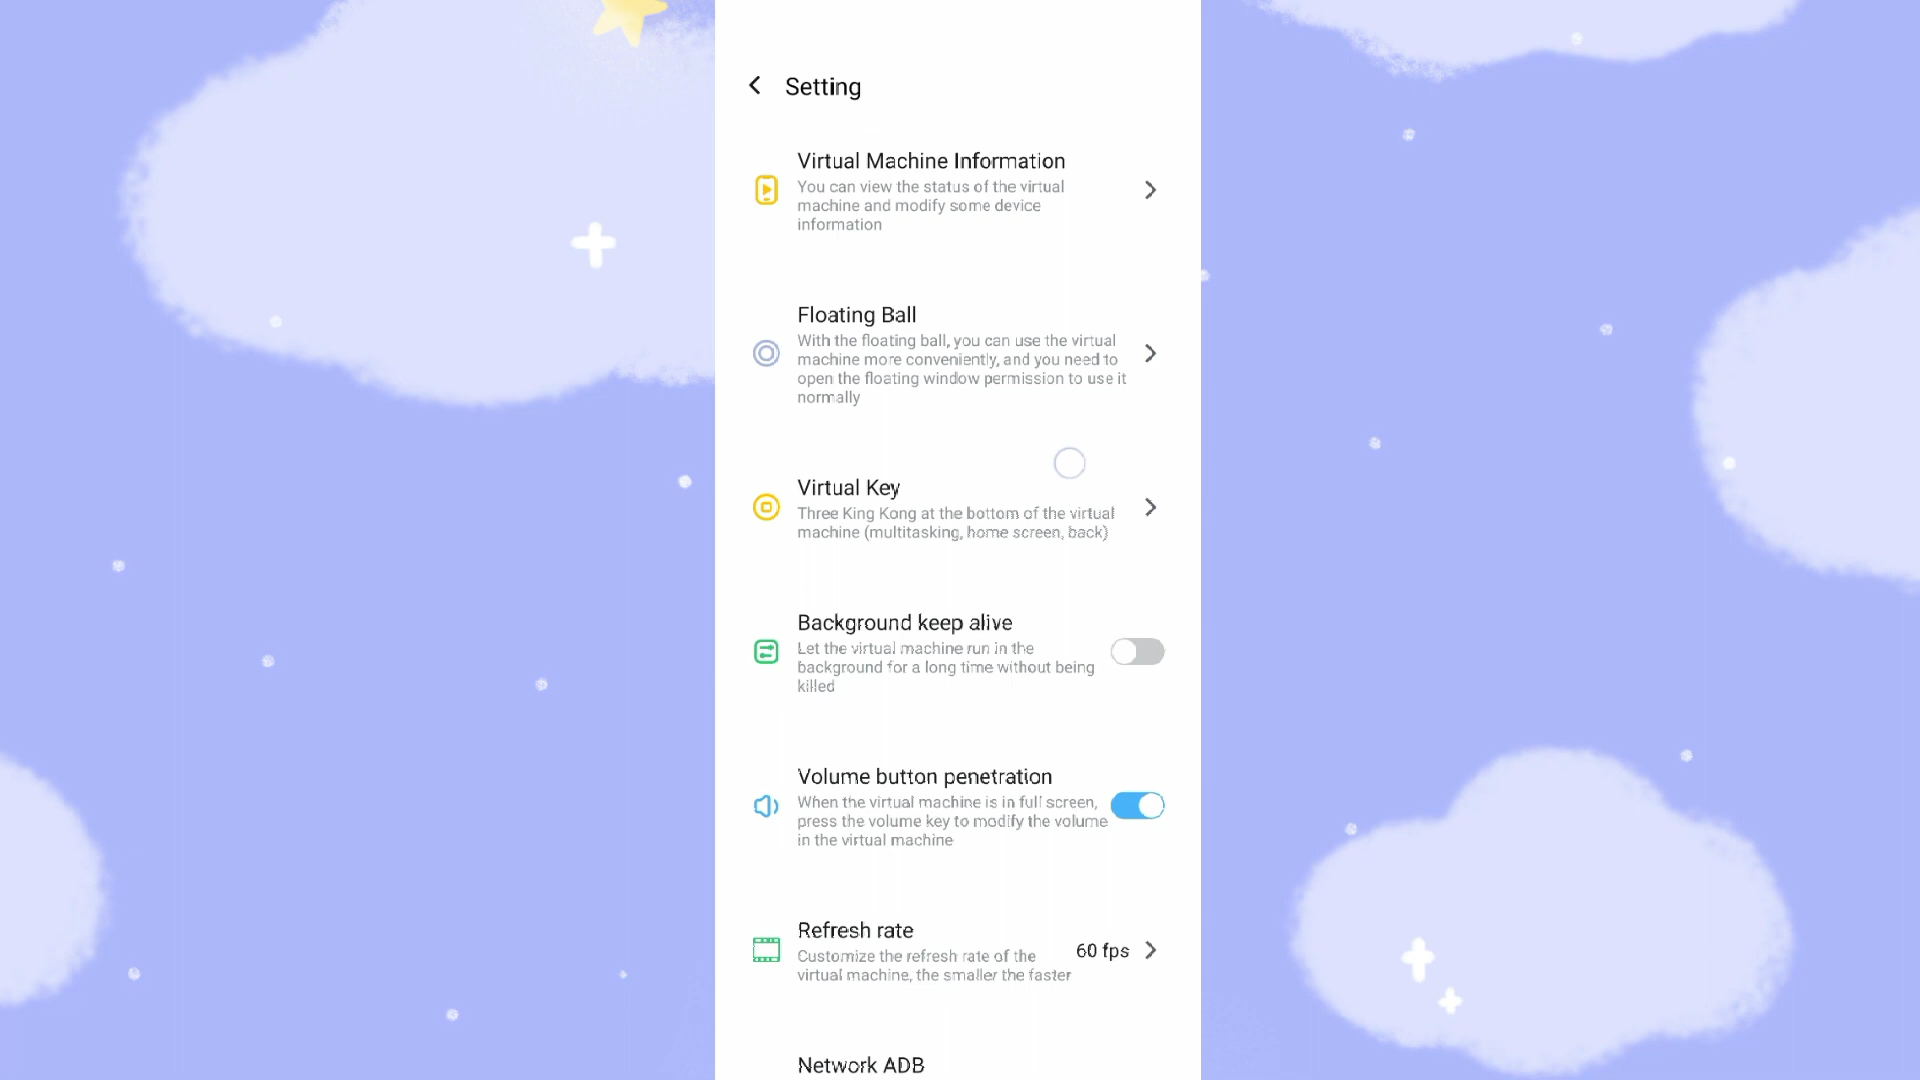 Setting
Virtual Machine Information
You can view the status of the virtual
machine and modify some device
information
Floating Ball
With the floating ball, you can use the virtual
machine more conveniently, and you need to
open the floating window permission to use it
normally
Virtual Key
Three King Kong at the bottom of the virtual
machine (multitasking, home screen, back)
Background keep alive
Let the virtual machine run in the
background for a long time without being
killed
Volume button penetration
When the virtual machine is in full screen,
press the volume key to modify the volume
in the virtual machine
Refresh rate
Customize the refresh rate of the
virtual machine, the smaller the faster
60 fps
Network ADB